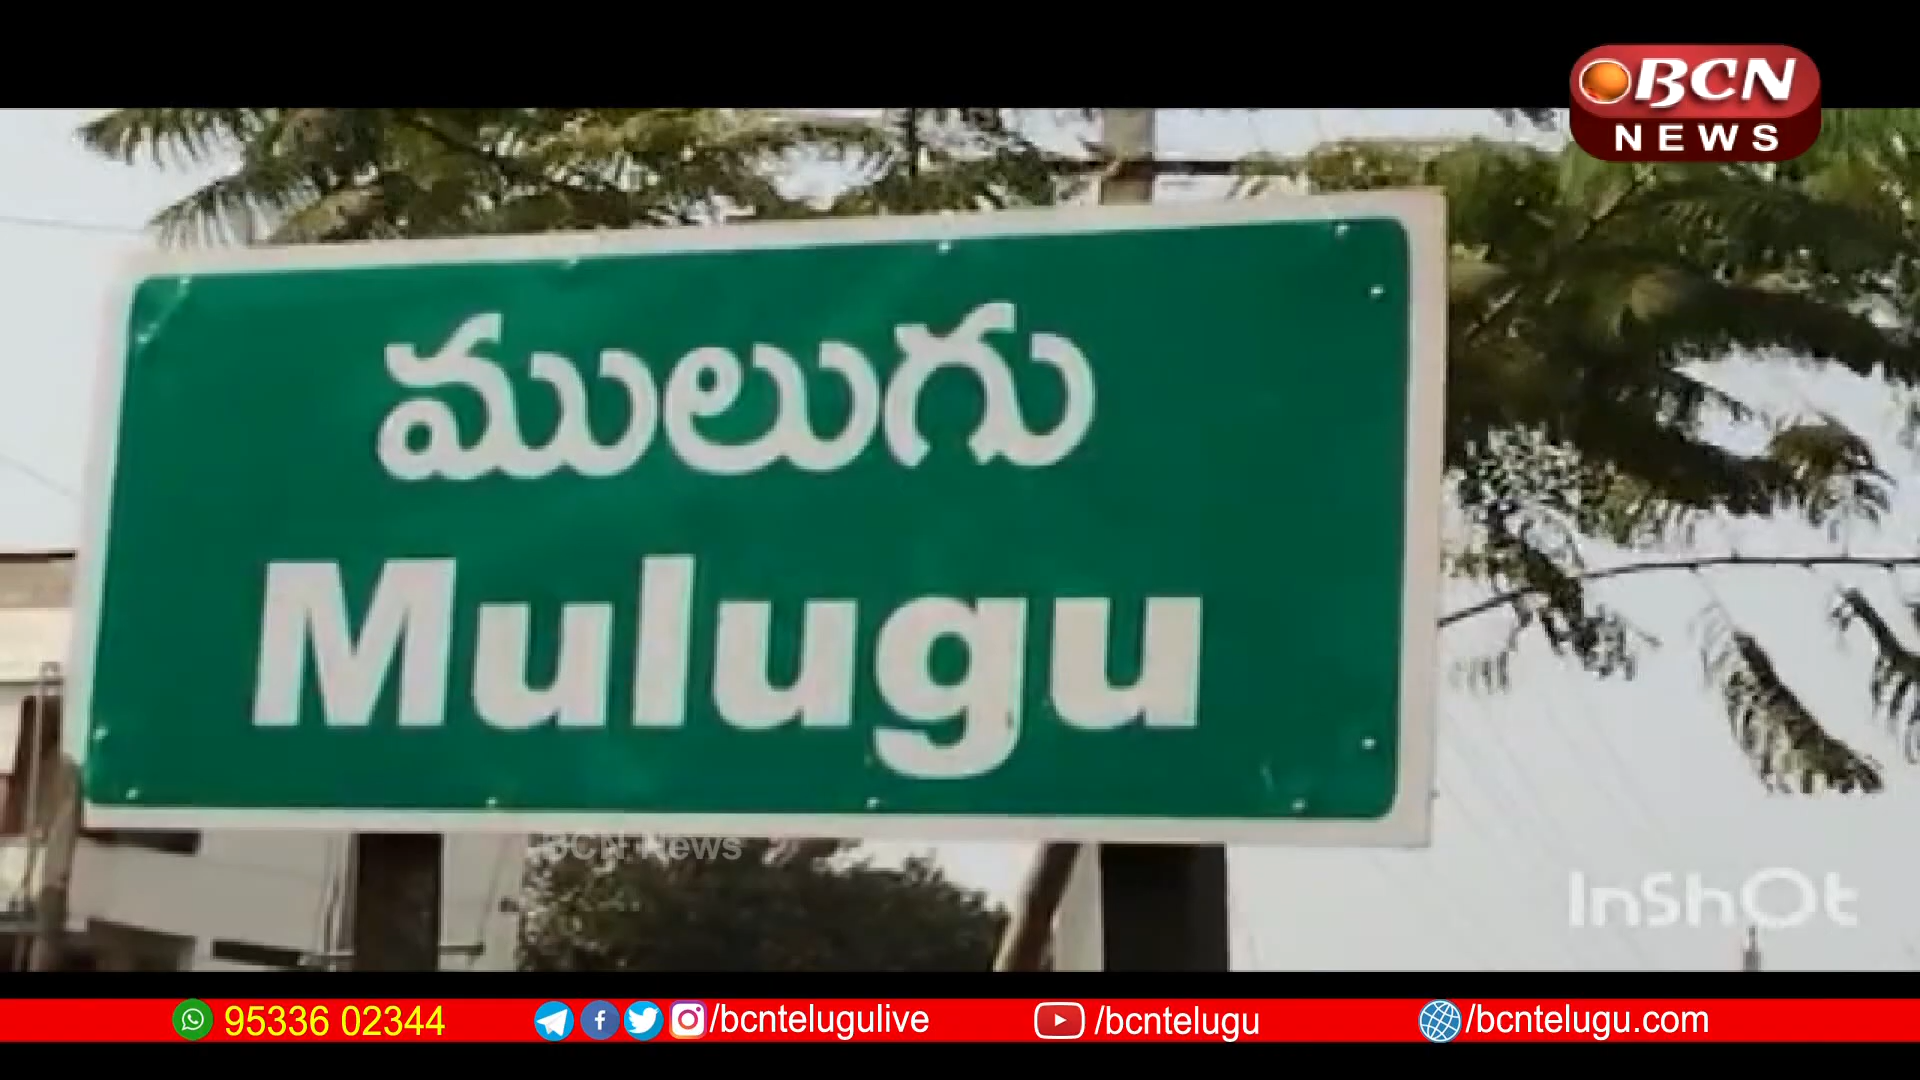 BCN
NEWS
ములుగు
Mulugu
BCN News
InShOt
95336 02344
/bcntelugulive
/bcntelugu
/bcntelugu.com